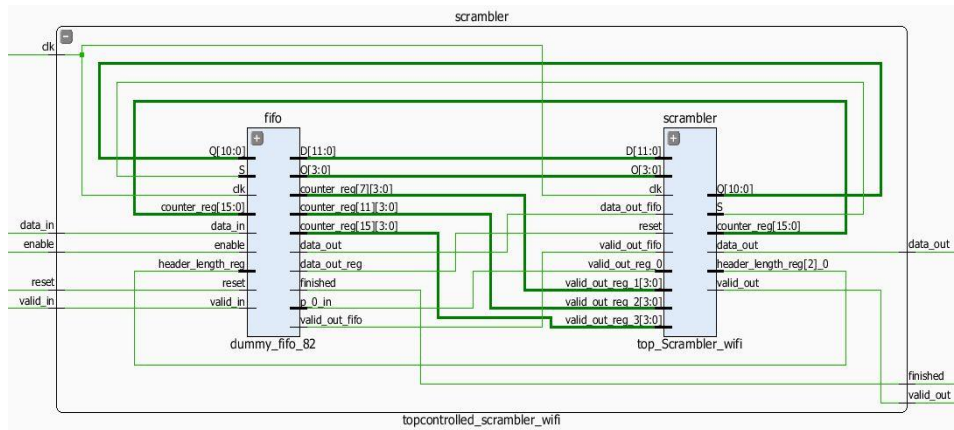 scrambler
clk
fifo
scrambler
Q[10:0]
S
clk
counter_reg[15:0]
data_in
enable
header_length_reg
reset
valid_in
D[11:0]
O[3:0]
counter_reg[7][3:0]
counter_reg[11][3:0]
counter_reg[15][3:0]
data_out
data_out_reg
finished
p_0_in
valid_out_fifo
dummy_fifo_82
D[11:0]
O[3:0]
clk
data_out_fifo
reset
valid_out_fifo
valid_out_reg_0
valid_out_reg_1[3:0]
valid_out_reg_2[3:0]
valid_out_reg_3[3:0]
Q[10:0]
S
counter_reg[15:0]
data_out
header_length_reg[2]_0
valid_out
top_Scrambler_wifi
data_in
enable
reset
valid_in
data_out
finished
valid_out
topcontrolled_scrambler_wifi